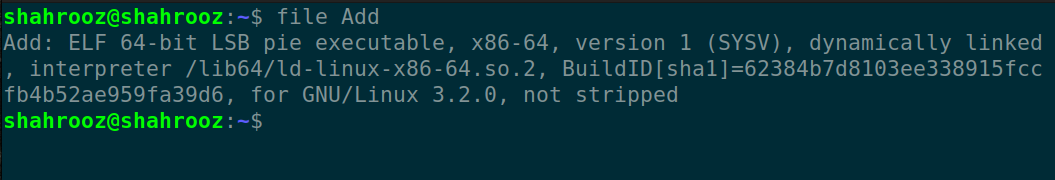 shahrooz@shahrooz:~$ file Add
Add: ELF 64-bit LSB pie executable, x86-64, version 1 (SYSV), dynamically linked
, interpreter /lib64/ld-linux-x86-64.so.2, BuildID[sha1]=62384b7d8103ee338915fcc
fb4b52ae959fa39d6, for GNU/Linux 3.2.0, not stripped
shahrooz@shahrooz:~$